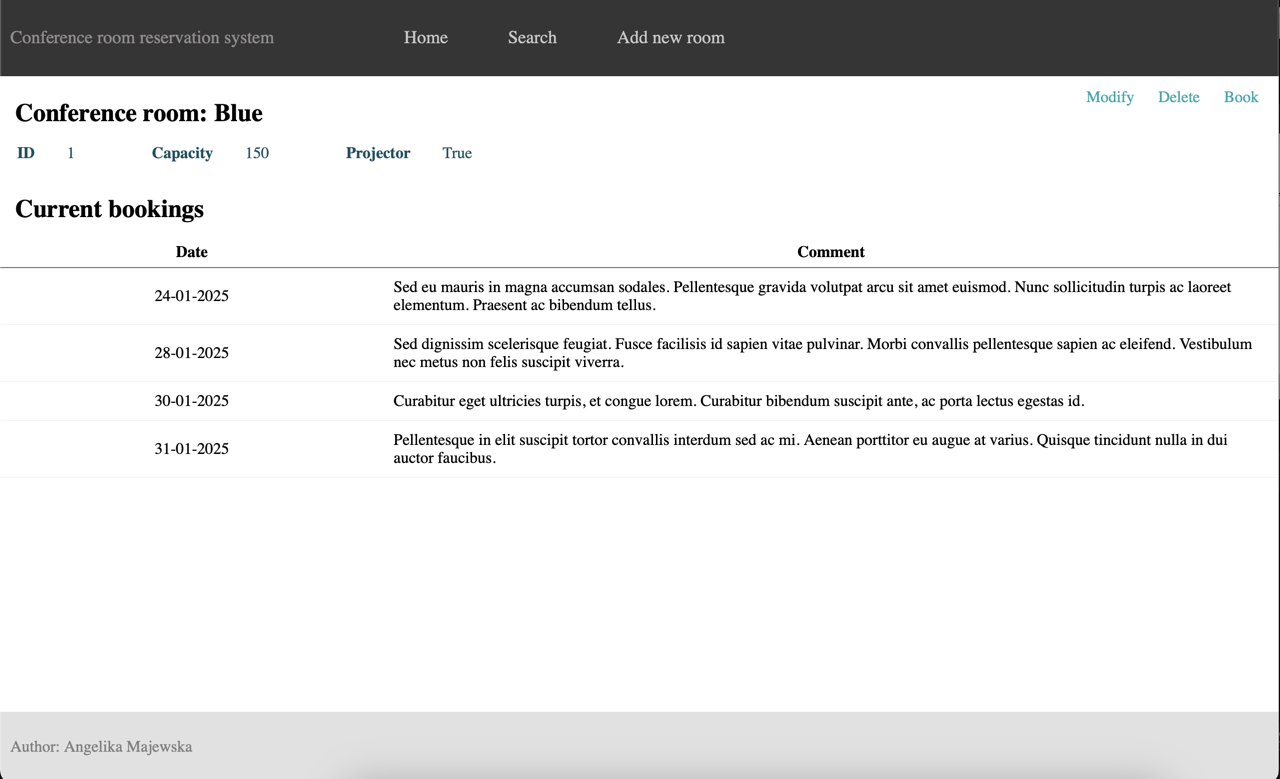 Conference room reservation system Home Search Add new room
Modify Delete Book
Conference room: Blue
ID 1 Capacity 150 Projector True
Current bookings
Date Comment
24-01-2025 Sed eu mauris in magna accumsan sodales. Pellentesque gravida volutpat arcu sit amet euismod. Nunc sollicitudin turpis ac laoreet
elementum. Praesent ac bibendum tellus.
28-01-2025 Sed dignissim scelerisque feugiat. Fusce facilisis id sapien vitae pulvinar. Morbi convallis pellentesque sapien ac eleifend. Vestibulum
nec metus non felis suscipit viverra.
30-01-2025 Curabitur eget ultricies turpis, et congue lorem. Curabitur bibendum suscipit ante, ac porta lectus egestas id.
31-01-2025 Pellentesque in elit suscipit tortor convallis interdum sed ac mi. Aenean porttitor eu augue at varius. Quisque tincidunt nulla in dui
auctor faucibus.
Author: Angelika Majewska